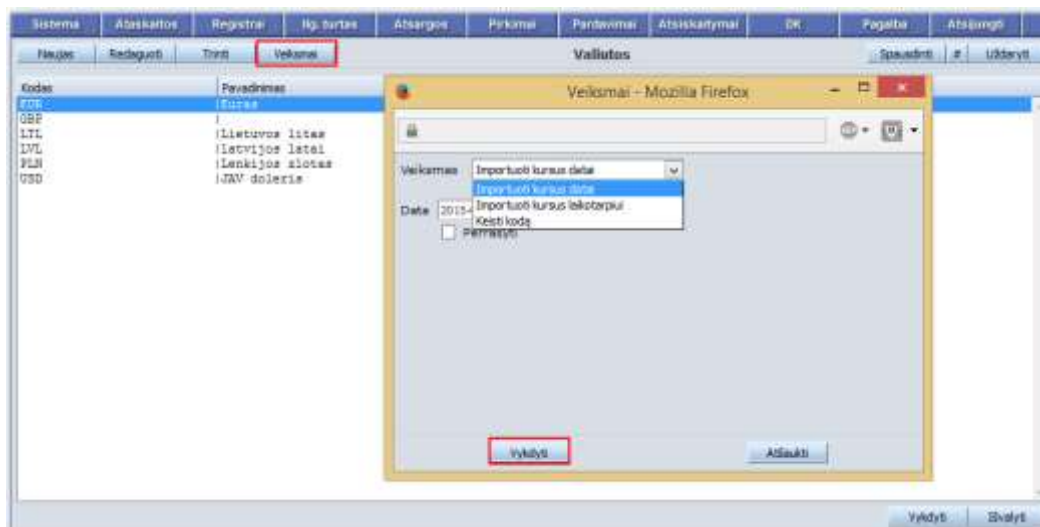 Sistema Ataskaitos Registrai Ilg. turtas Atsargos Pirkimai Pardavimai Atsiskaitymai DK Pagalba Atsijungti
Naujas Redaguoti Trinti Veiksmai Valiutos Spausdinti # Uždaryti
Kodas Pavadinimas
EUR |Euras
GBP |
LTL |Lietuvos litas
LVL |latvijos latai
PLN |Lenkijos zlotas
USD |JAV doleris
Veiksmai - Mozilla Firefox
Veiksmas Importuoti kursus datai
Importuoti kursus datai
Importuoti kursus laikotarpiui
Keisti kodą
Data 2015-
Perrašyti
Vykdyti Atšaukti
Vykdyti Išvalyti